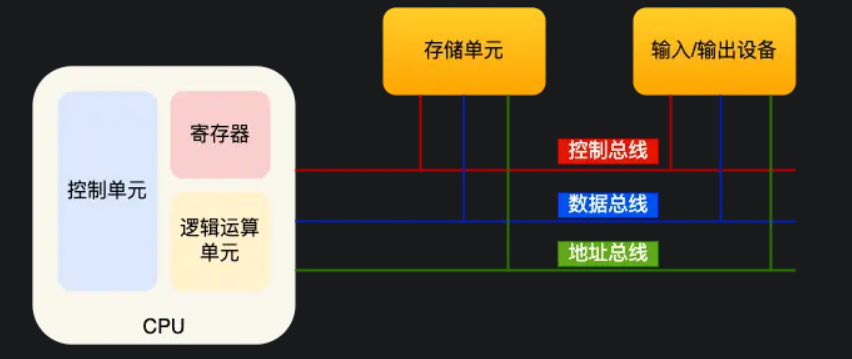 存储单元
输入/输出设备
控制单元
寄存器
逻辑运算
单元
CPU
控制总线
数据总线
地址总线